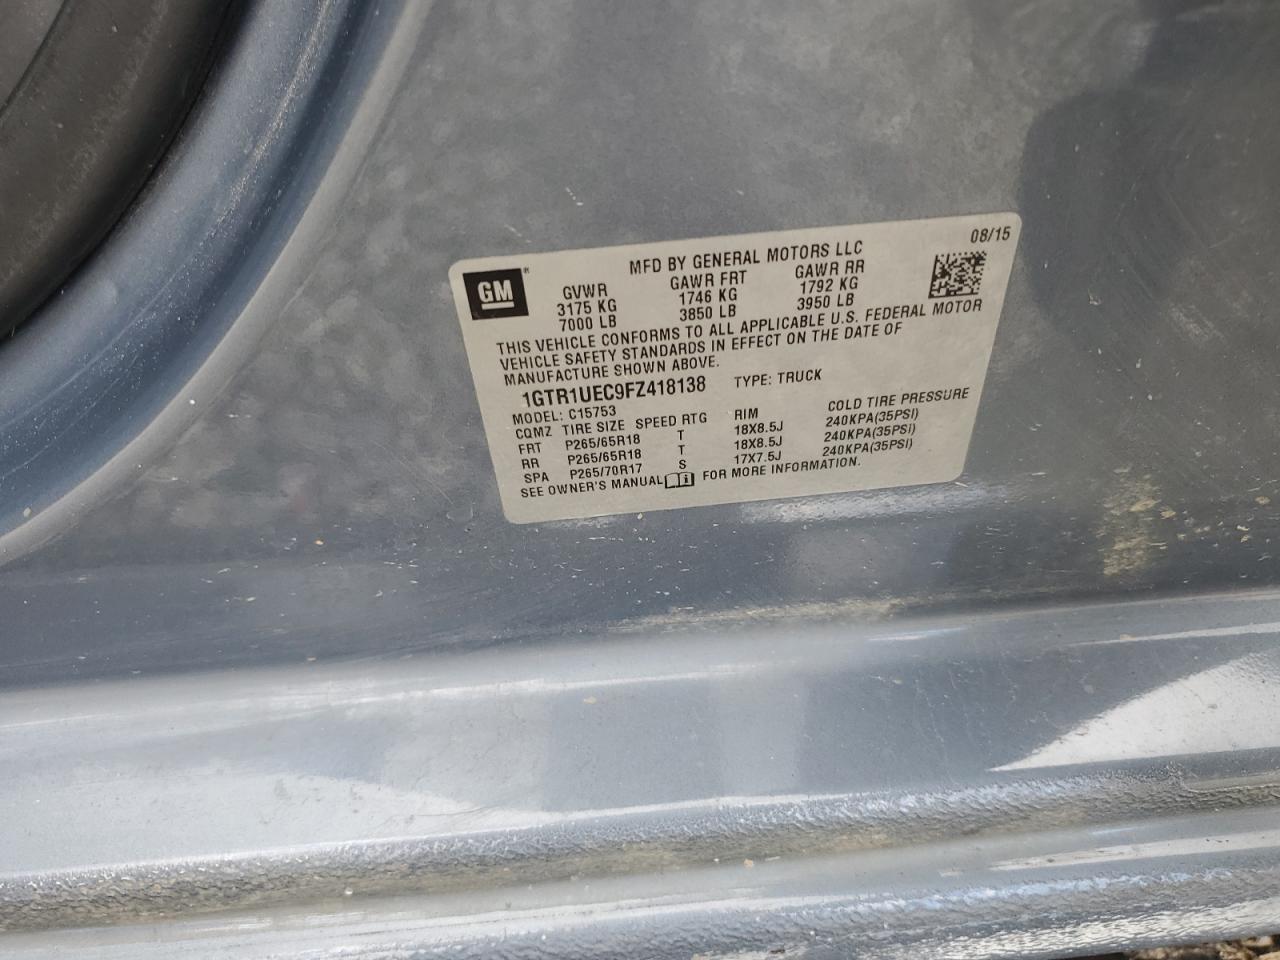 08/15
GM
MFD BY GENERAL MOTORS LLC
GVWR GAWR FRT GAWR RR
3175 KG 1746 KG 1792 KG
7000 LB 3850 LB 3950 LB
THIS VEHICLE CONFORMS TO ALL APPLICABLE U.S. FEDERAL MOTOR
VEHICLE SAFETY STANDARDS IN EFFECT ON THE DATE OF
MANUFACTURE SHOWN ABOVE.
1GTR1UEC9FZ418138 TYPE: TRUCK
MODEL: C15753
CQMZ TIRE SIZE SPEED RTG RIM COLD TIRE PRESSURE
FRT P265/65R18 T 18X8.5J 240KPA(35PSI)
RR P265/65R18 T 18X8.5J 240KPA(35PSI)
SPA P265/70R17 S 17X7.5J 240KPA(35PSI)
SEE OWNER'S MANUAL FOR MORE INFORMATION.